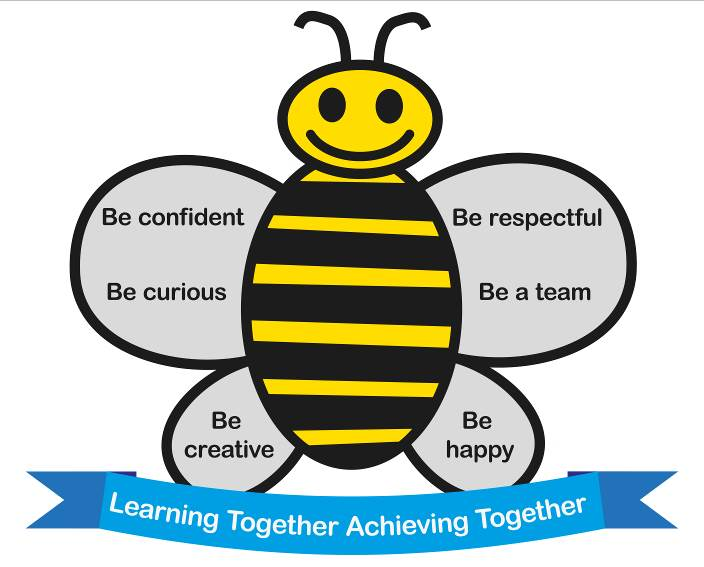 Be confident
Be respectful
Be curious
Be a team
Be
creative
Be
happy
Learning Together Achieving Together